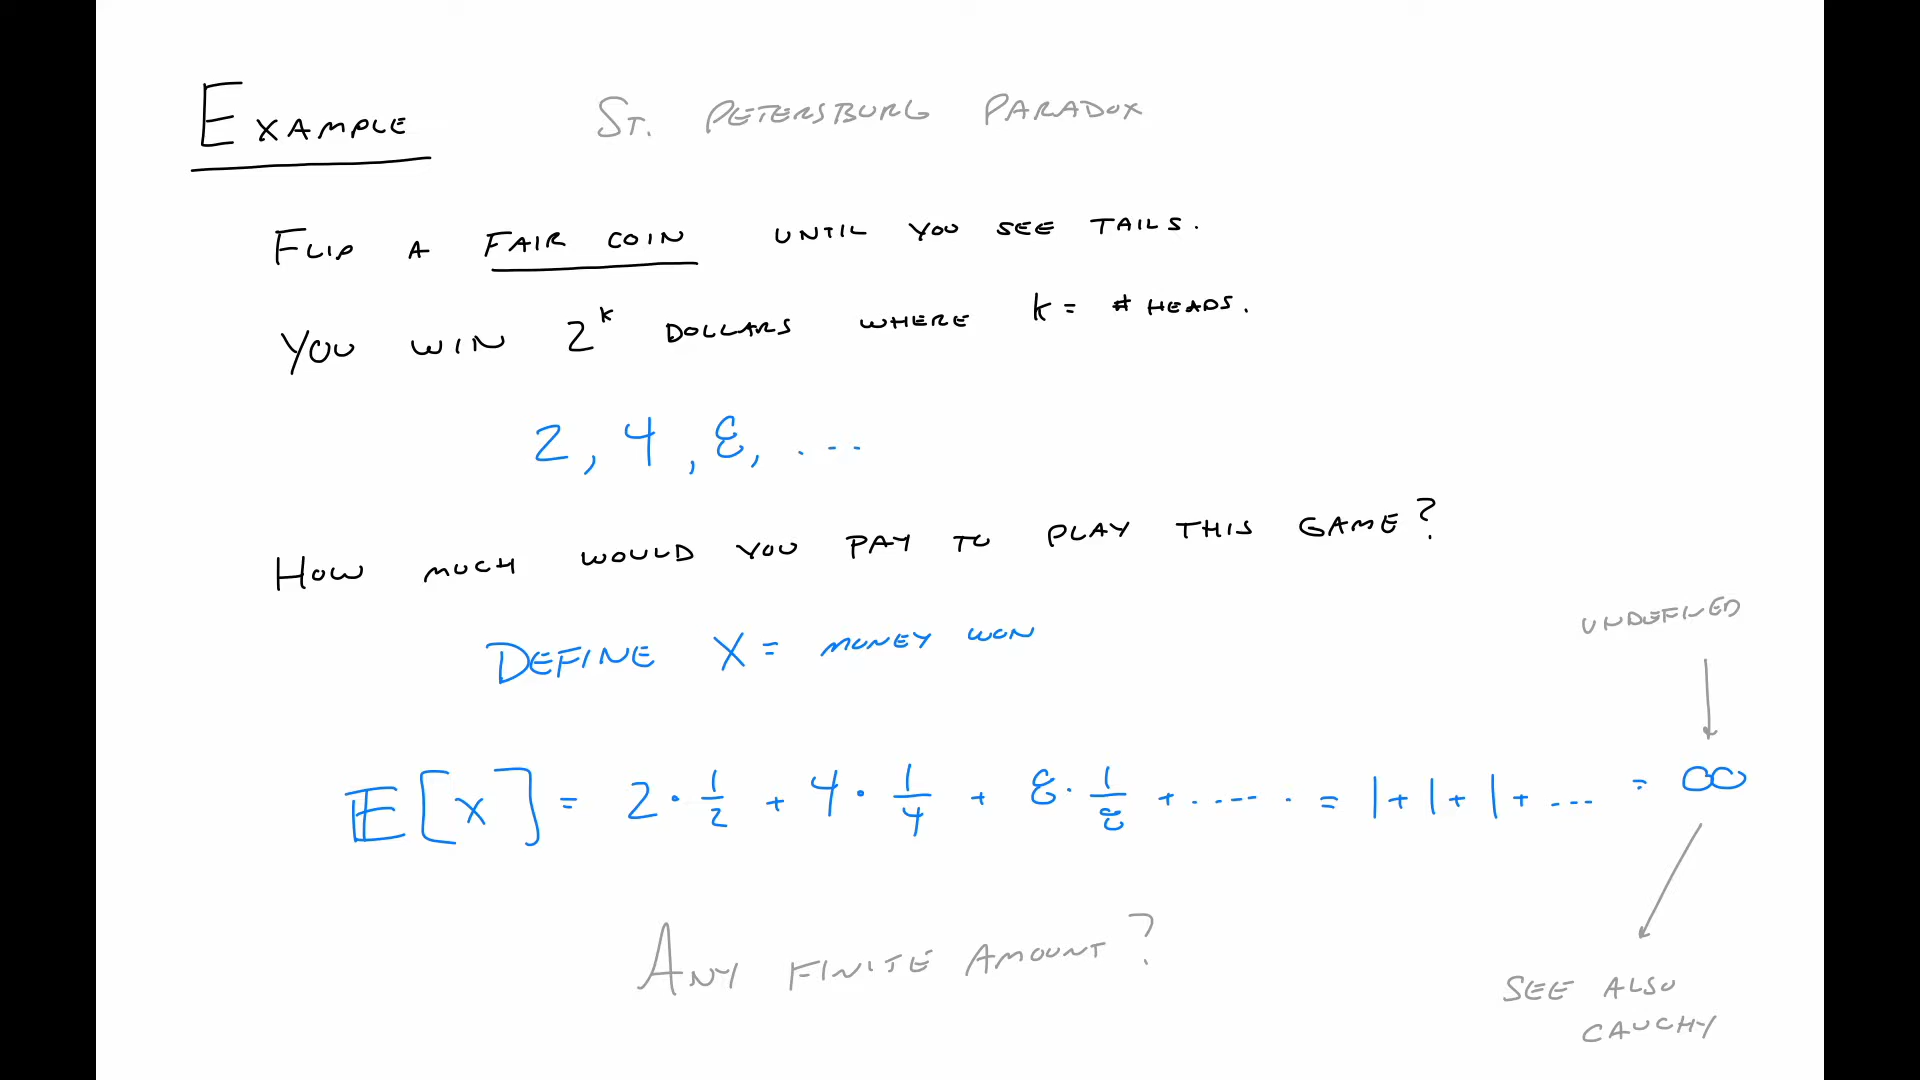 EXAMPLE ST. PETERSBURG PARADOX
FLIP A FAIR COIN UNTIL YOU SEE TAILS.
YOU WIN 2^k DOLLARS WHERE k = # HEADS.
2, 4, 8, ...
HOW MUCH WOULD YOU PAY TO PLAY THIS GAME?
UNDEFINED
DEFINE X = MONEY WON
E[X] = 2 · 1/2 + 4 · 1/4 + 8 · 1/8 + ..... = 1 + 1 + 1 + ... = ∞
ANY FINITE AMOUNT?
SEE ALSO
CAUCHY